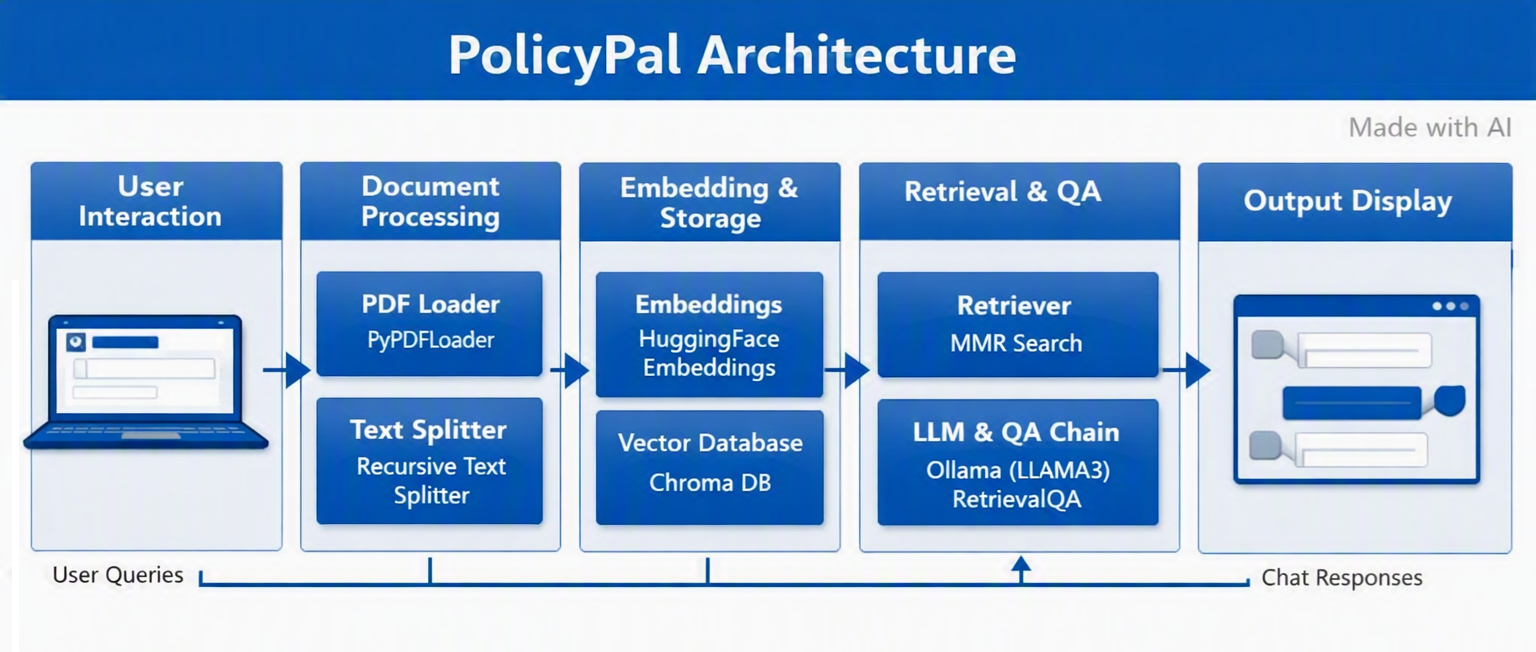 PolicyPal Architecture
Made with AI
User
Interaction
Document
Processing
PDF Loader
PyPDFLoader
Text Splitter
Recursive Text
Splitter
Embedding &
Storage
Embeddings
HuggingFace
Embeddings
Vector Database
Chroma DB
Retrieval & QA
Retriever
MMR Search
LLM & QA Chain
Ollama (LLAMA3)
RetrievalQA
Output Display
User Queries
Chat Responses